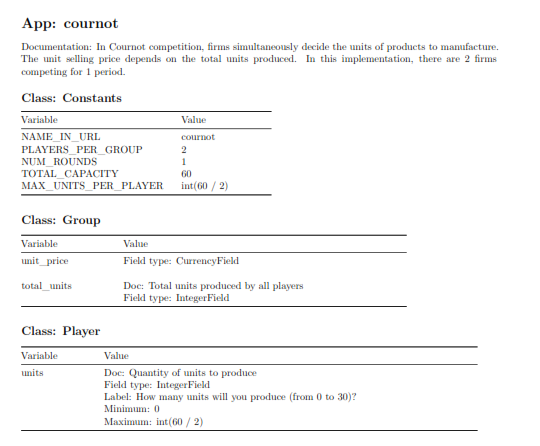 App: cournot
Documentation: In Cournot competition, firms simultaneously decide the units of products to manufacture.
The unit selling price depends on the total units produced. In this implementation, there are 2 firms
competing for 1 period.
Class: Constants
Variable Value
NAME_IN_URL cournot
PLAYERS_PER_GROUP 2
NUM_ROUNDS 1
TOTAL_CAPACITY 60
MAX_UNITS_PER_PLAYER int(60 / 2)
Class: Group
Variable Value
unit_price Field type: CurrencyField
total_units Doc: Total units produced by all players
Field type: IntegerField
Class: Player
Variable Value
units Doc: Quantity of units to produce
Field type: IntegerField
Label: How many units will you produce (from 0 to 30)?
Minimum: 0
Maximum: int(60 / 2)